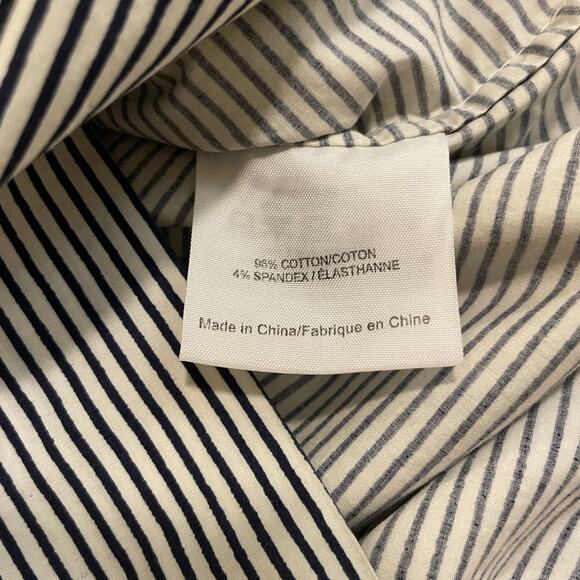 96% COTTON/COTON
4% SPANDEX/ÉLASTHANNE
Made in China/Fabrique en Chine